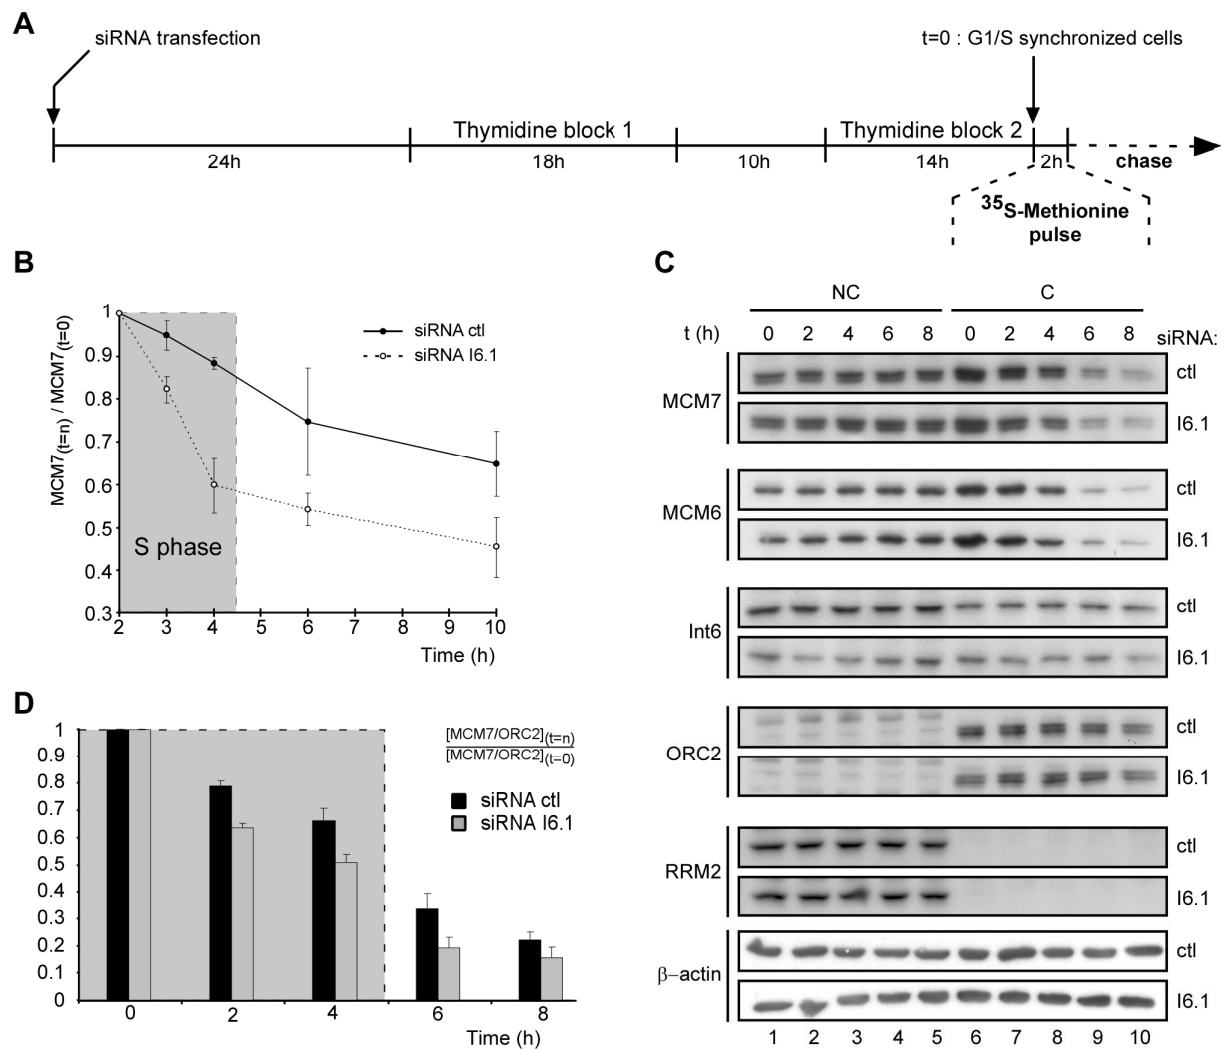 A
siRNA transfection
t=0 : G1/S synchronized cells
Thymidine block 1
Thymidine block 2
24h
18h
10h
14h
2h
chase
35S-Methionine
pulse
B
MCM7(t=n) / MCM7(t=0)
1
0.9
0.8
0.7
0.6
0.5
0.4
0.3
siRNA ctl
siRNA I6.1
S phase
2 3 4 5 6 7 8 9 10
Time (h)
C
NC C
t (h) 0 2 4 6 8 0 2 4 6 8 siRNA:
MCM7
ctl
I6.1
MCM6
ctl
I6.1
Int6
ctl
I6.1
ORC2
ctl
I6.1
RRM2
ctl
I6.1
β–actin
ctl
I6.1
1 2 3 4 5 6 7 8 9 10
D
[MCM7/ORC2](t=n)
[MCM7/ORC2](t=0)
siRNA ctl
siRNA I6.1
1
0.9
0.8
0.7
0.6
0.5
0.4
0.3
0.2
0.1
0
0 2 4 6 8
Time (h)